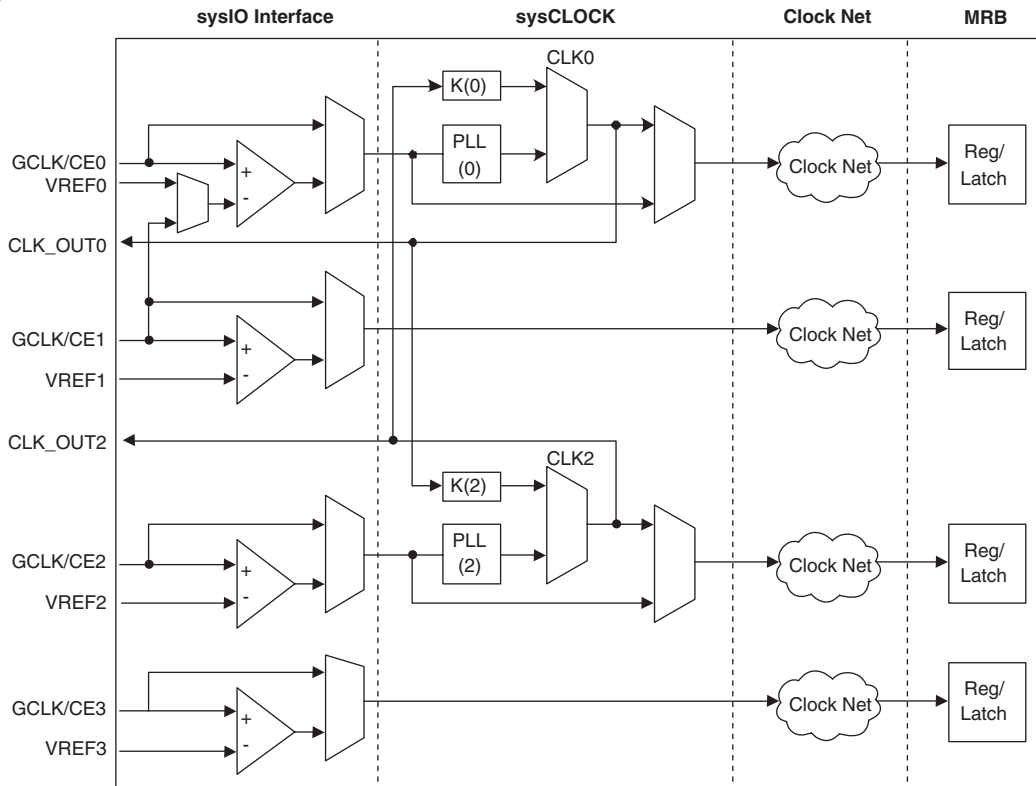 sysIO Interface
sysCLOCK
Clock Net
MRB
CLK0
K(0)
PLL
(0)
GCLK/CE0
VREF0
+
-
Clock Net
Reg/
Latch
CLK_OUT0
GCLK/CE1
VREF1
+
-
Clock Net
Reg/
Latch
CLK_OUT2
CLK2
K(2)
PLL
(2)
GCLK/CE2
VREF2
+
-
Clock Net
Reg/
Latch
GCLK/CE3
VREF3
+
-
Clock Net
Reg/
Latch